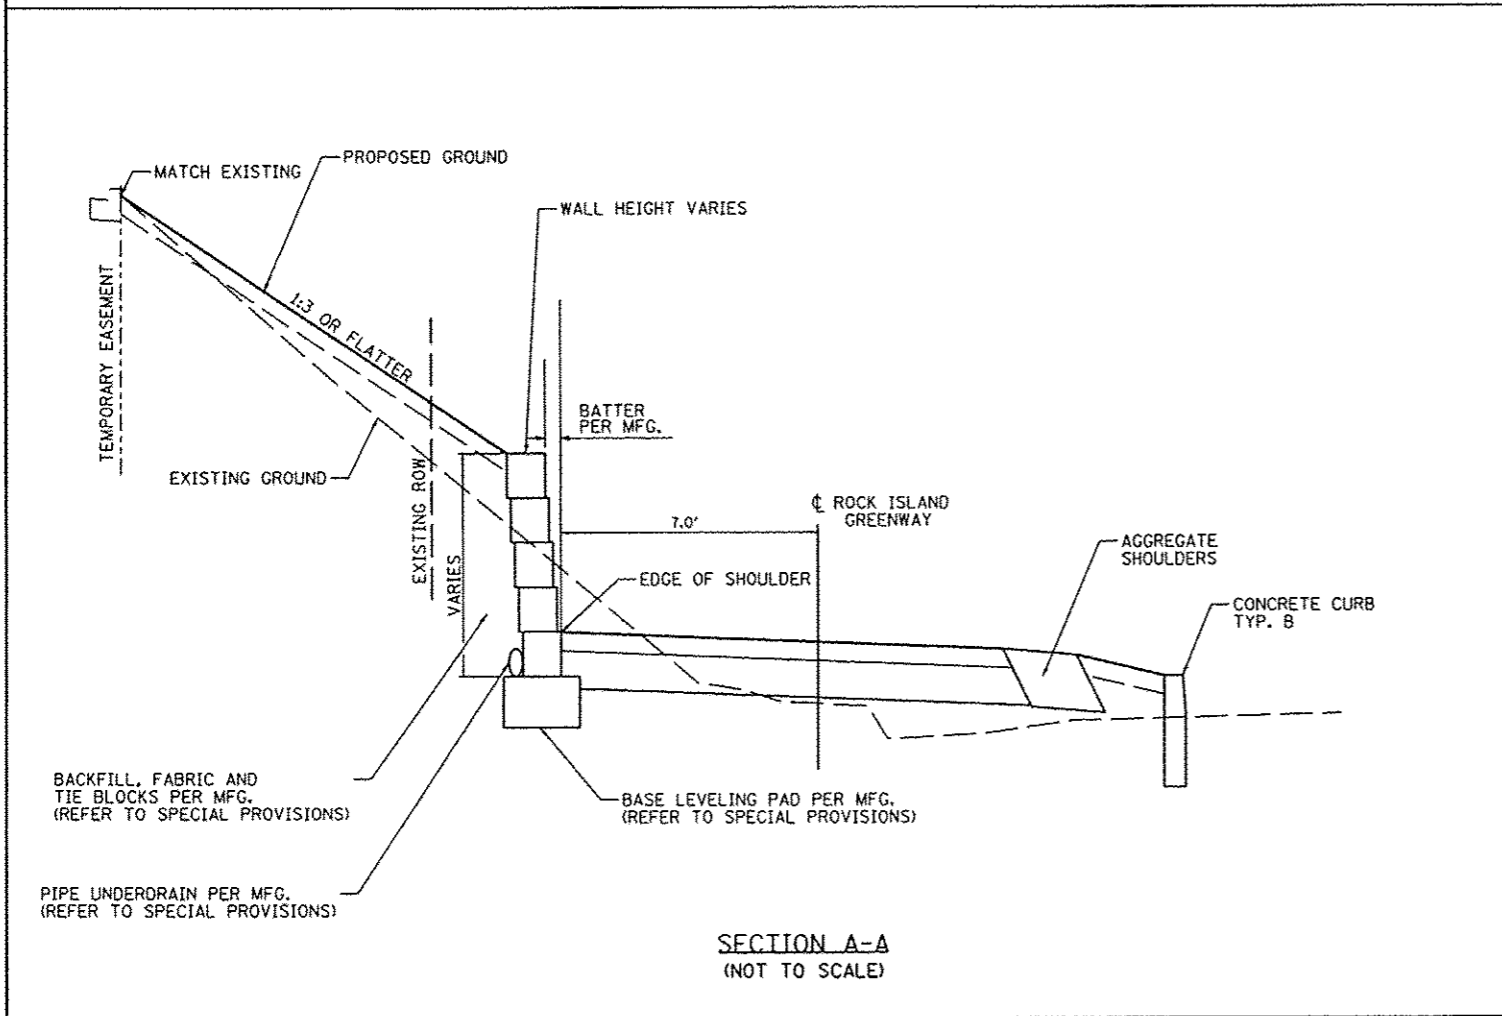 MATCH EXISTING
PROPOSED GROUND
WALL HEIGHT VARIES
TEMPORARY EASEMENT
1:3 OR FLATTER
BATTER
PER MFG.
EXISTING GROUND
EXISTING ROW
VARIES
7.0'
℄ ROCK ISLAND
GREENWAY
AGGREGATE
SHOULDERS
EDGE OF SHOULDER
CONCRETE CURB
TYP. B
BACKFILL, FABRIC AND
TIE BLOCKS PER MFG.
(REFER TO SPECIAL PROVISIONS)
BASE LEVELING PAD PER MFG.
(REFER TO SPECIAL PROVISIONS)
PIPE UNDERDRAIN PER MFG.
(REFER TO SPECIAL PROVISIONS)
SECTION A-A
(NOT TO SCALE)